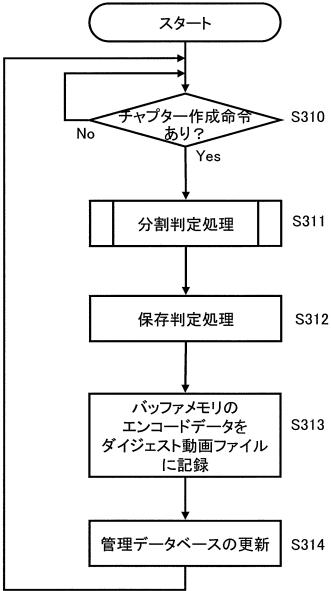 スタート
チャプター作成命令
あり？
S310
No
Yes
分割判定処理
S311
保存判定処理
S312
バッファメモリの
エンコードデータを
ダイジェスト動画ファイル
に記録
S313
管理データベースの更新
S314